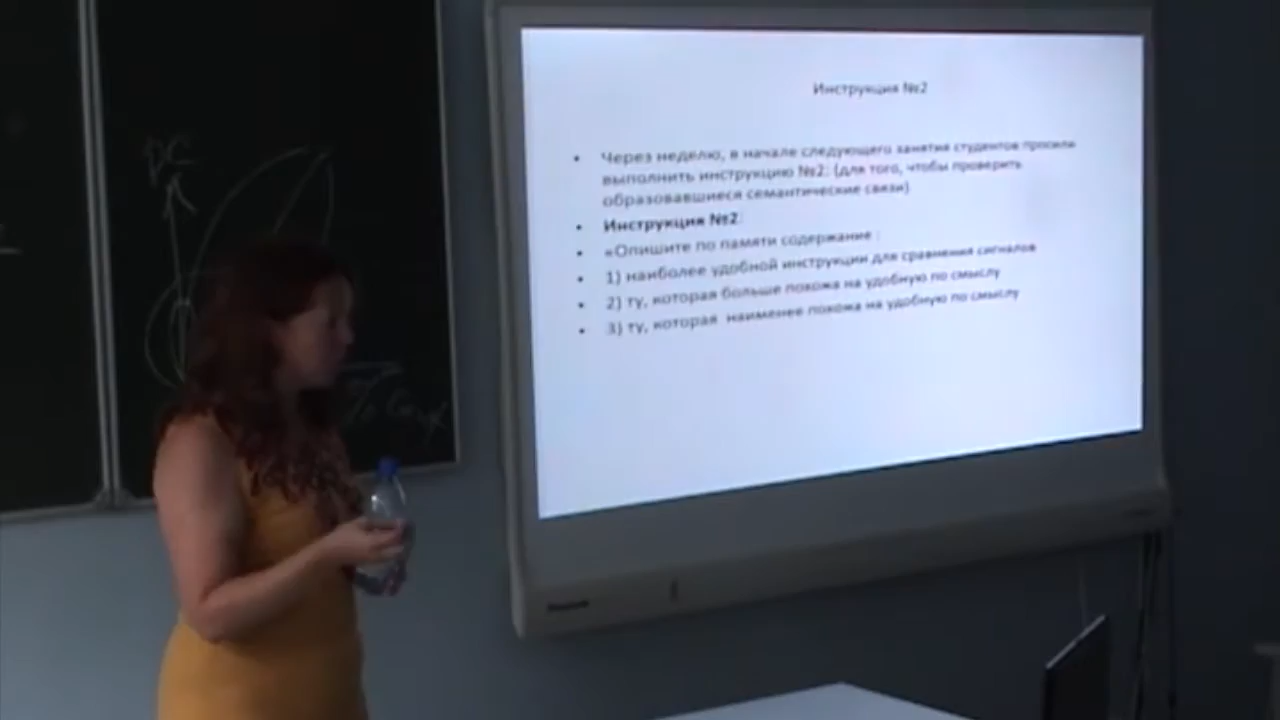 Инструкция №2
• Через неделю, в начале следующего занятия студентов просили
выполнить инструкцию №2: (для того, чтобы проверить
образовавшиеся семантические связи)
• Инструкция №2:
• «Опишите по памяти содержание :
• 1) наиболее удобной инструкции для сравнения сигналов
• 2) ту, которая больше похожа на удобную по смыслу
• 3) ту, которая наименее похожа на удобную по смыслу